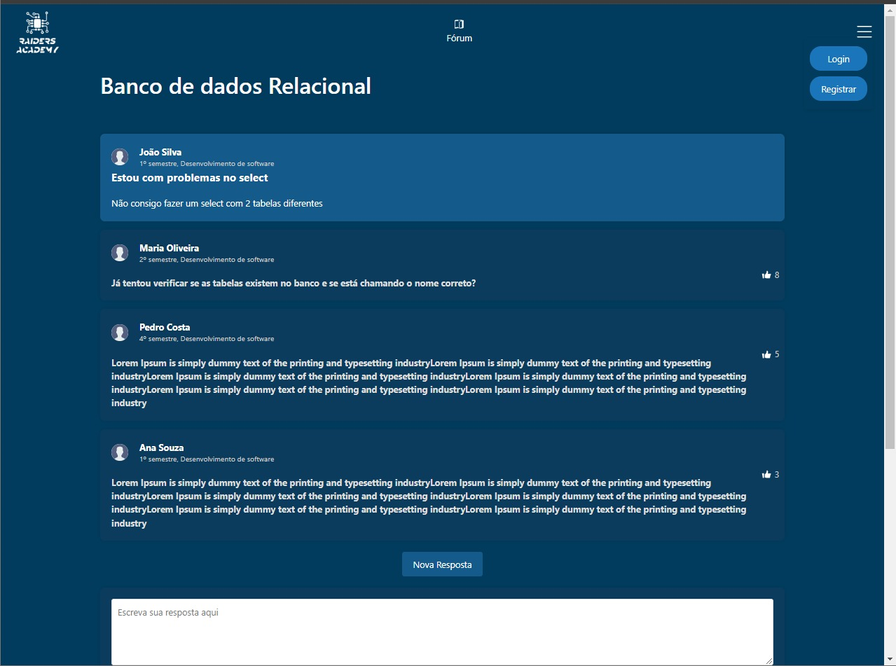 RAIDERS
ACADEMY
Fórum
Login
Registrar
Banco de dados Relacional
João Silva
1º semestre, Desenvolvimento de software
Estou com problemas no select
Não consigo fazer um select com 2 tabelas diferentes
Maria Oliveira
2º semestre, Desenvolvimento de software
Já tentou verificar se as tabelas existem no banco e se está chamando o nome correto?
8
Pedro Costa
4º semestre, Desenvolvimento de software
Lorem Ipsum is simply dummy text of the printing and typesetting industryLorem Ipsum is simply dummy text of the printing and typesetting
industryLorem Ipsum is simply dummy text of the printing and typesetting industryLorem Ipsum is simply dummy text of the printing and typesetting
industryLorem Ipsum is simply dummy text of the printing and typesetting industryLorem Ipsum is simply dummy text of the printing and typesetting
industry
5
Ana Souza
1º semestre, Desenvolvimento de software
Lorem Ipsum is simply dummy text of the printing and typesetting industryLorem Ipsum is simply dummy text of the printing and typesetting
industryLorem Ipsum is simply dummy text of the printing and typesetting industryLorem Ipsum is simply dummy text of the printing and typesetting
industryLorem Ipsum is simply dummy text of the printing and typesetting industryLorem Ipsum is simply dummy text of the printing and typesetting
industry
3
Nova Resposta
Escreva sua resposta aqui